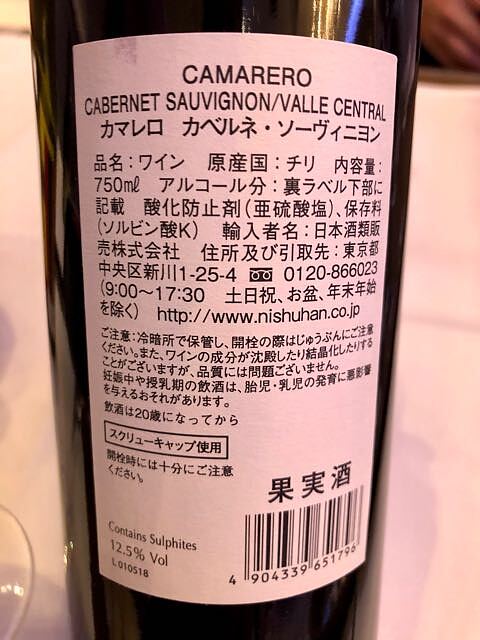 CAMARERO
CABERNET SAUVIGNON/VALLE CENTRAL
カマレロ カベルネ・ソーヴィニヨン
品名：ワイン 原産国：チリ 内容量：
750㎖ アルコール分：裏ラベル下部に
記載 酸化防止剤(亜硫酸塩)、保存料
(ソルビン酸K) 輸入者名：日本酒類販
売株式会社 住所及び引取先：東京都
中央区新川1-25-4 0120-866023
(9:00〜17:30 土日祝、お盆、年末年始
を除く) http://www.nishuhan.co.jp
ご注意：冷暗所で保管し、開栓の際はじゅうぶんにご注意
ください。また、ワインの成分が沈殿したり結晶化したりする
ことがございますが、品質には問題ございません。
妊娠中や授乳期の飲酒は、胎児・乳児の発育に悪影響
を与えるおそれがあります。
飲酒は20歳になってから
スクリューキャップ使用
開栓時には十分にご注意
ください。
果実酒
Contains Sulphites
12.5% Vol
L010518
4 904339 651796